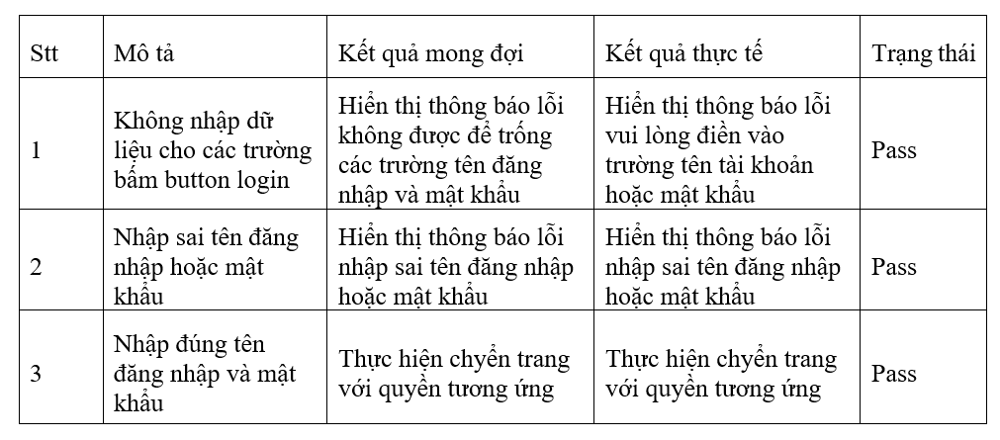 Stt
Mô tả
Kết quả mong đợi
Kết quả thực tế
Trạng thái
1
Không nhập dữ
liệu cho các trường
bấm button login
Hiển thị thông báo lỗi
không được để trống
các trường tên đăng
nhập và mật khẩu
Hiển thị thông báo lỗi
vui lòng điền vào
trường tên tài khoản
hoặc mật khẩu
Pass
2
Nhập sai tên đăng
nhập hoặc mật
khẩu
Hiển thị thông báo lỗi
nhập sai tên đăng nhập
hoặc mật khẩu
Hiển thị thông báo lỗi
nhập sai tên đăng nhập
hoặc mật khẩu
Pass
3
Nhập đúng tên
đăng nhập và mật
khẩu
Thực hiện chyển trang
với quyền tương ứng
Thực hiện chyển trang
với quyền tương ứng
Pass